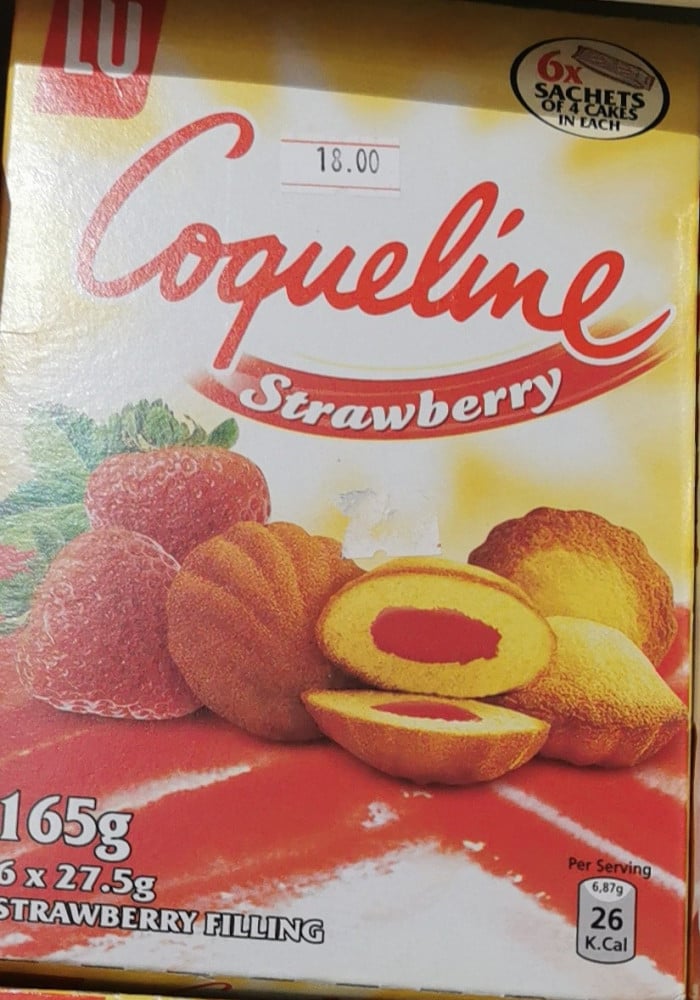 LU
6x
SACHETS
OF 4 CAKES
IN EACH
18.00
Coqueline
Strawberry
165g
6 x 27.5g
STRAWBERRY FILLING
Per Serving
6,87g
26
K.Cal